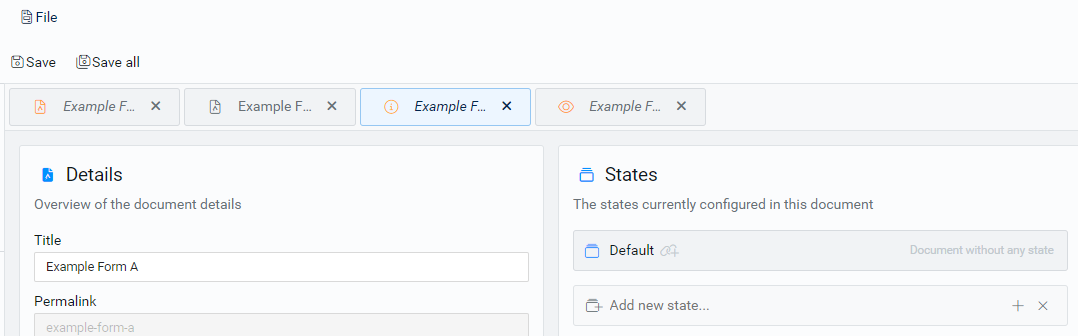 File
Save Save all
Example F... Example F... Example F... Example F...
Details
Overview of the document details
Title
Example Form A
Permalink
example-form-a
States
The states currently configured in this document
Default Document without any state
Add new state...